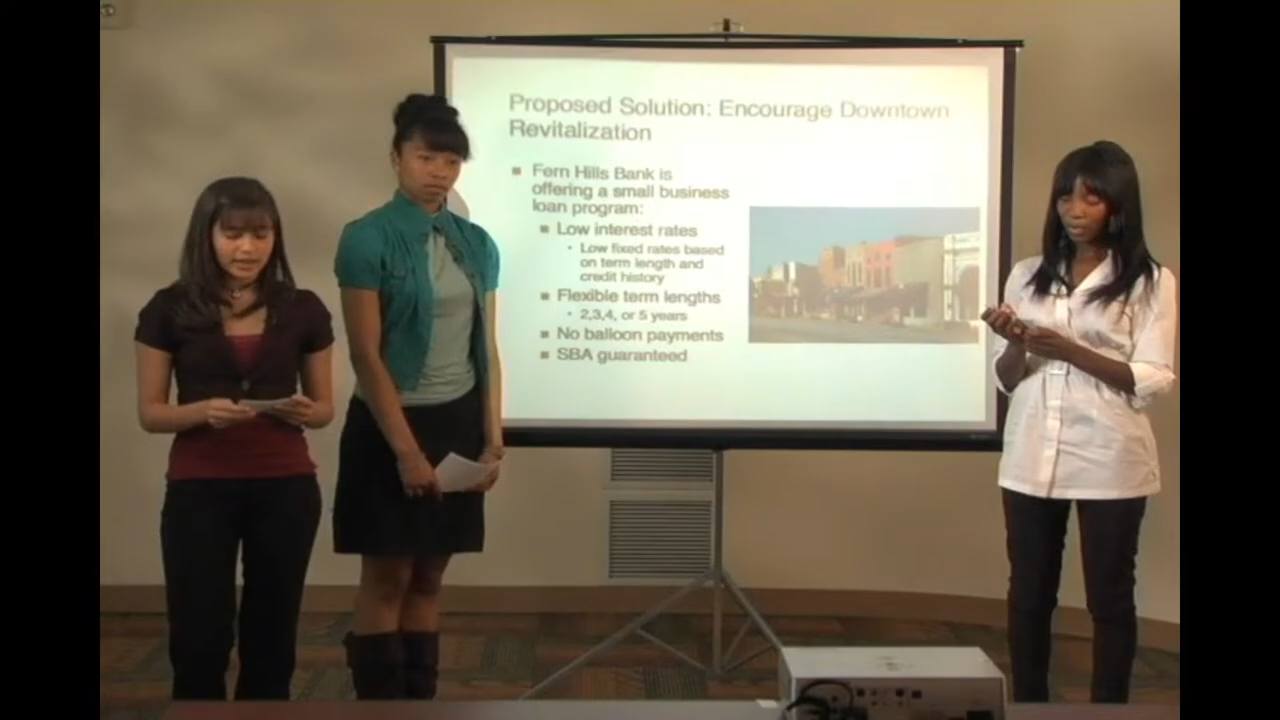 Proposed Solution: Encourage Downtown
Revitalization
Fern Hills Bank is
offering a small business
loan program:
Low interest rates
Low fixed rates based
on term length and
credit history
Flexible term lengths
2,3,4, or 5 years
No balloon payments
SBA guaranteed